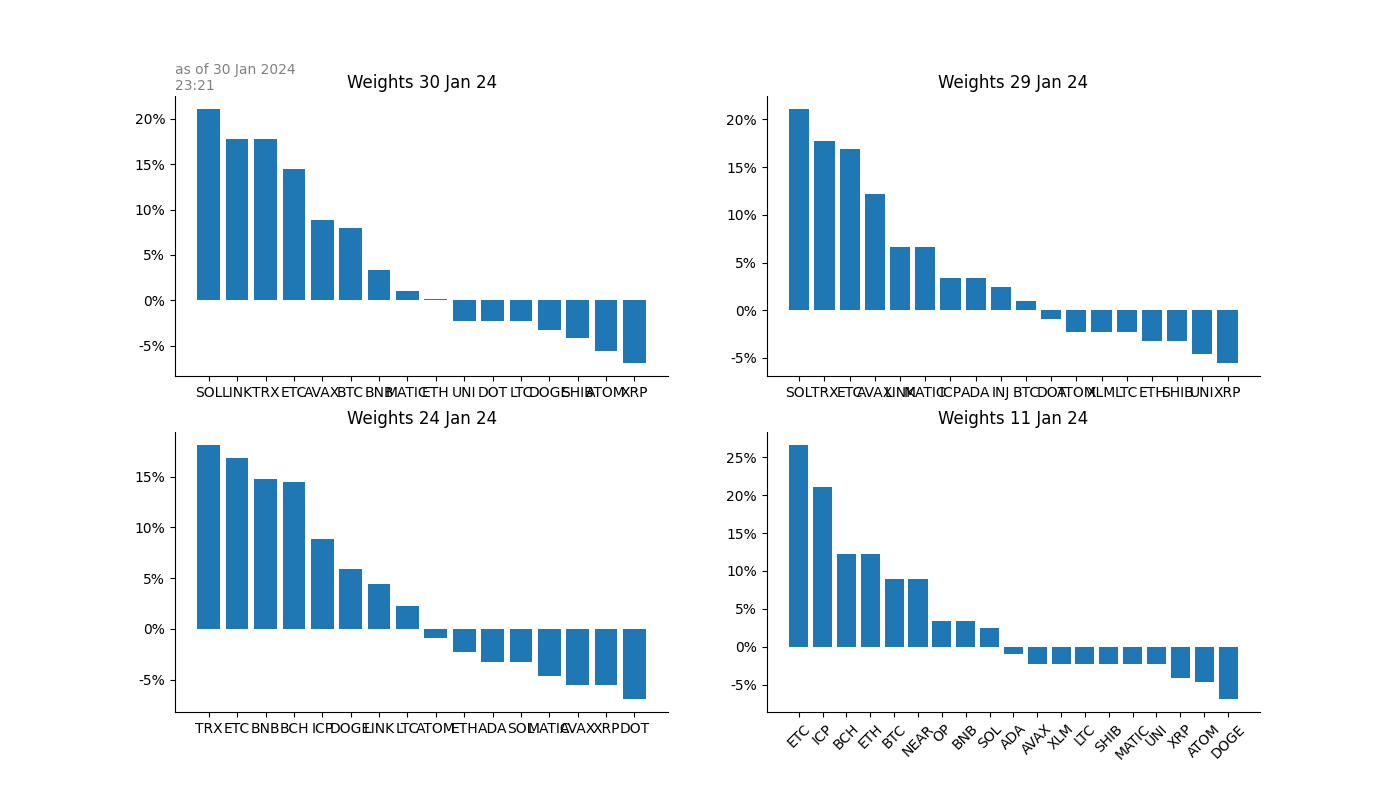 as of 30 Jan 2024
23:21
Weights 30 Jan 24
20%
15%
10%
5%
0%
-5%
SOL LINK TRX ETC AVAX BTC BNB MATIC ETH UNI DOT LTC DOGE SHIB ATOM XRP
Weights 29 Jan 24
20%
15%
10%
5%
0%
-5%
SOL TRX ETC AVAX LINK MATIC ICP ADA INJ BTC DOT ATOM XLM LTC ETH SHIB UNI XRP
Weights 24 Jan 24
15%
10%
5%
0%
-5%
TRX ETC BNB BCH ICP DOGE LINK LTC ATOM ETH ADA SOL MATIC AVAX XRP DOT
Weights 11 Jan 24
25%
20%
15%
10%
5%
0%
-5%
ETC ICP BCH ETH BTC NEAR OP BNB SOL ADA AVAX XLM LTC SHIB MATIC UNI XRP ATOM DOGE